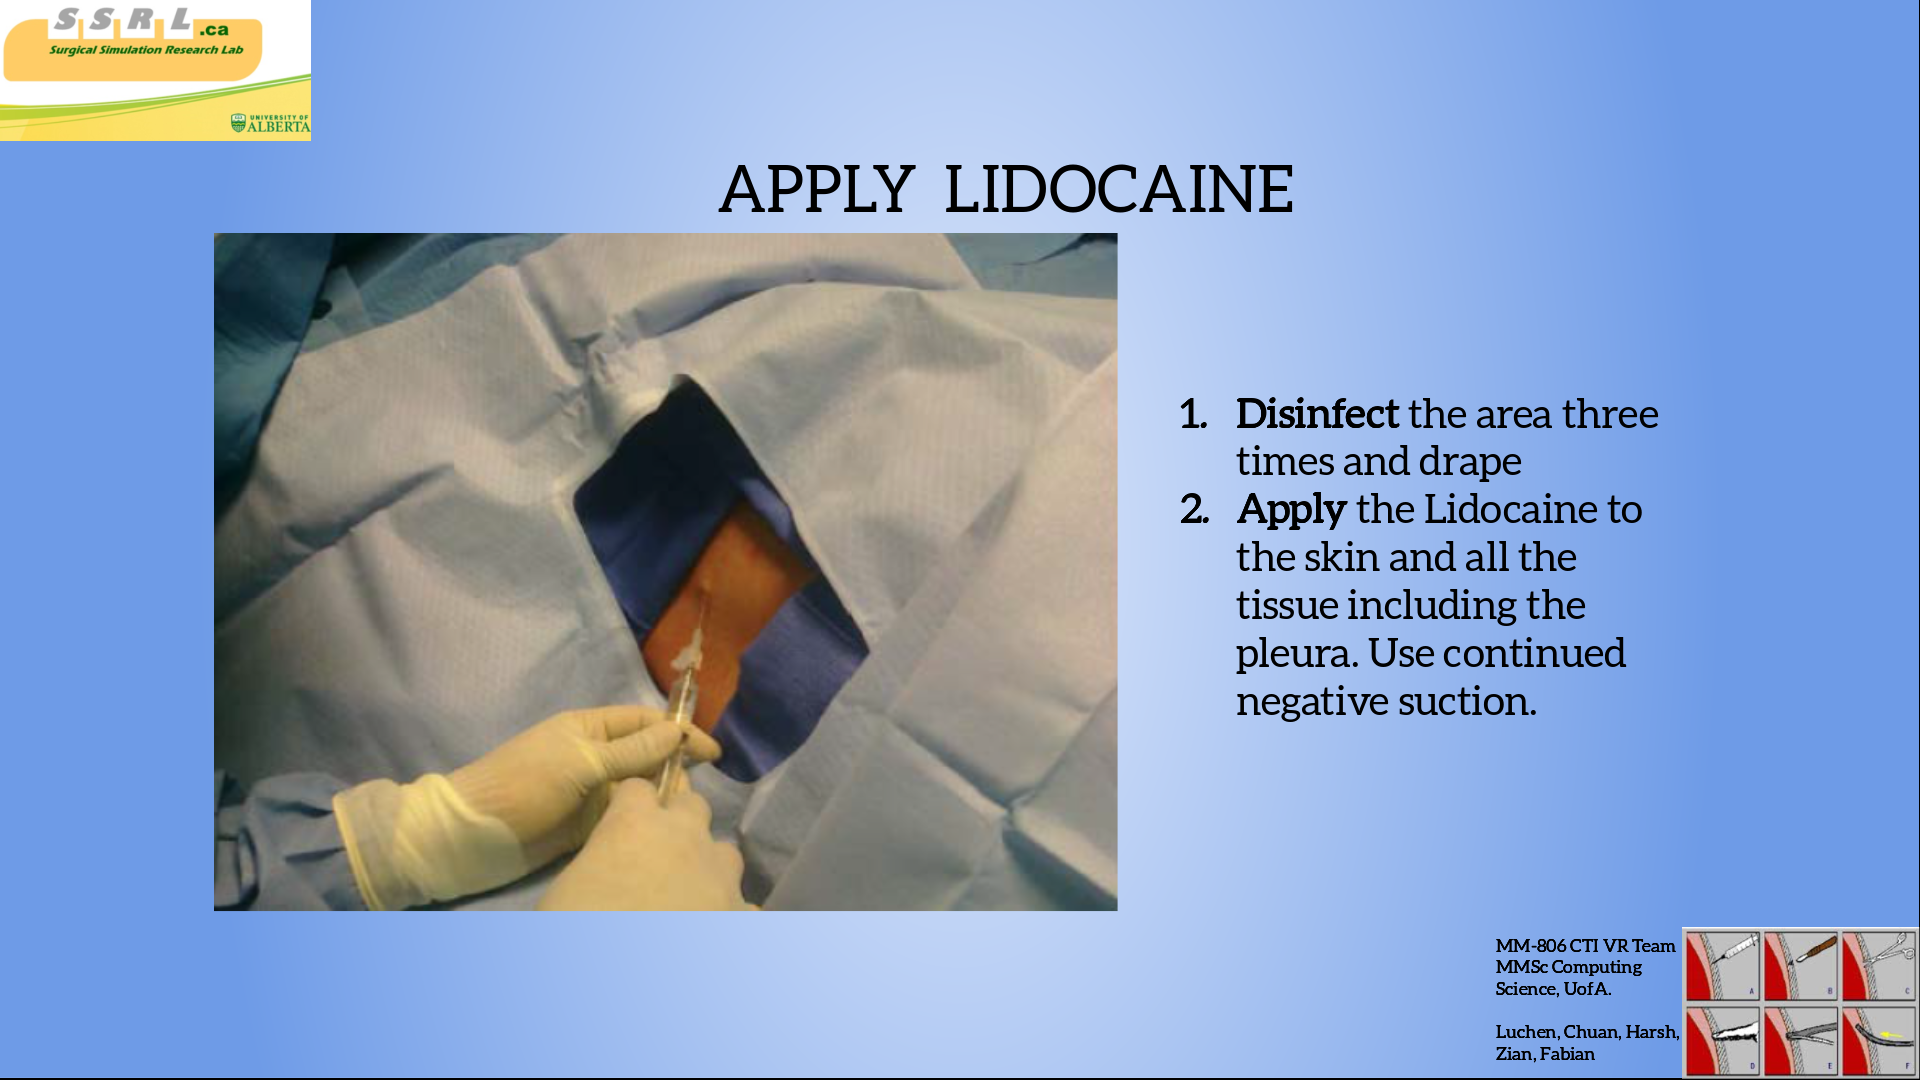 SSRL.ca
Surgical Simulation Research Lab
UNIVERSITY OF
ALBERTA
APPLY LIDOCAINE
1. Disinfect the area three
times and drape
2. Apply the Lidocaine to
the skin and all the
tissue including the
pleura. Use continued
negative suction.
MM-806 CTI VR Team
MMSc Computing
Science, UofA.
Luchen, Chuan, Harsh,
Zian, Fabian
A B C
D E F